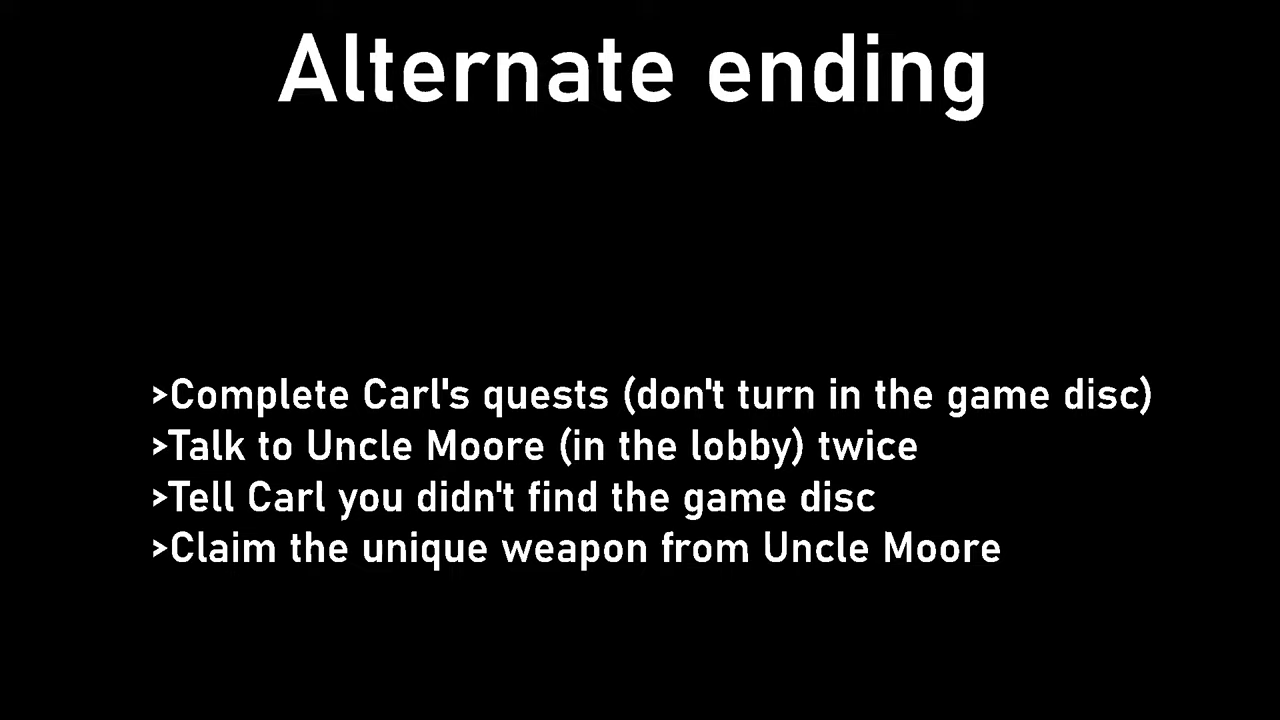 Alternate ending
>Complete Carl's quests (don't turn in the game disc)
>Talk to Uncle Moore (in the lobby) twice
>Tell Carl you didn't find the game disc
>Claim the unique weapon from Uncle Moore